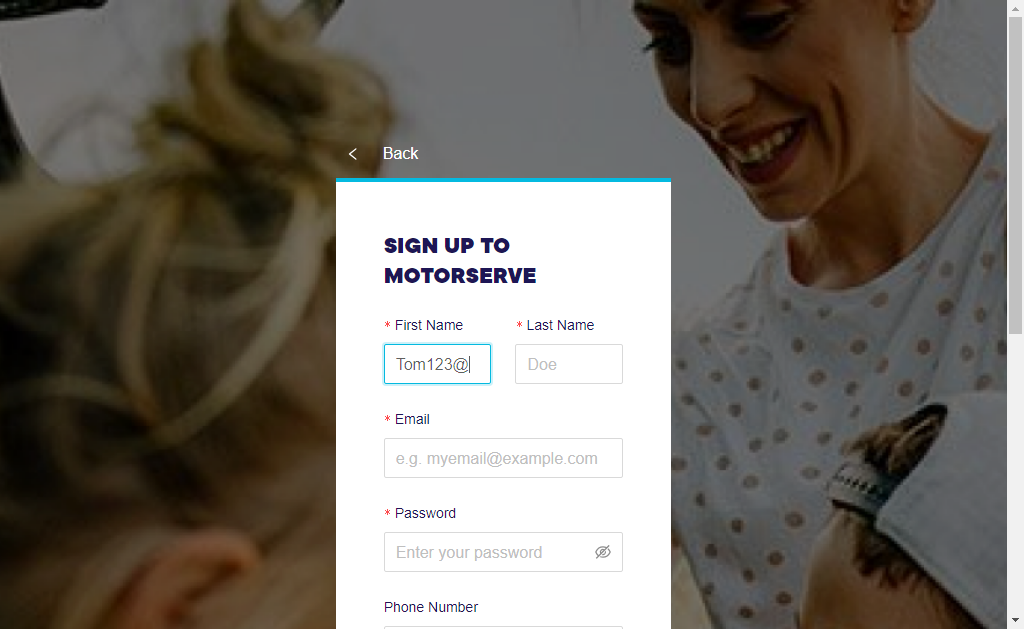 Back
SIGN UP TO
MOTORSERVE
* First Name * Last Name
Tom123@ Doe
* Email
e.g. myemail@example.com
* Password
Enter your password
Phone Number